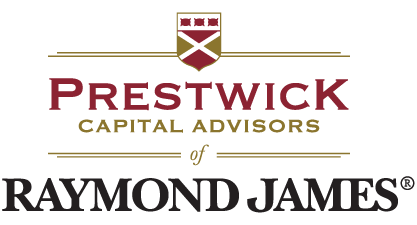 PRESTWICK
CAPITAL ADVISORS
of
RAYMOND JAMES®